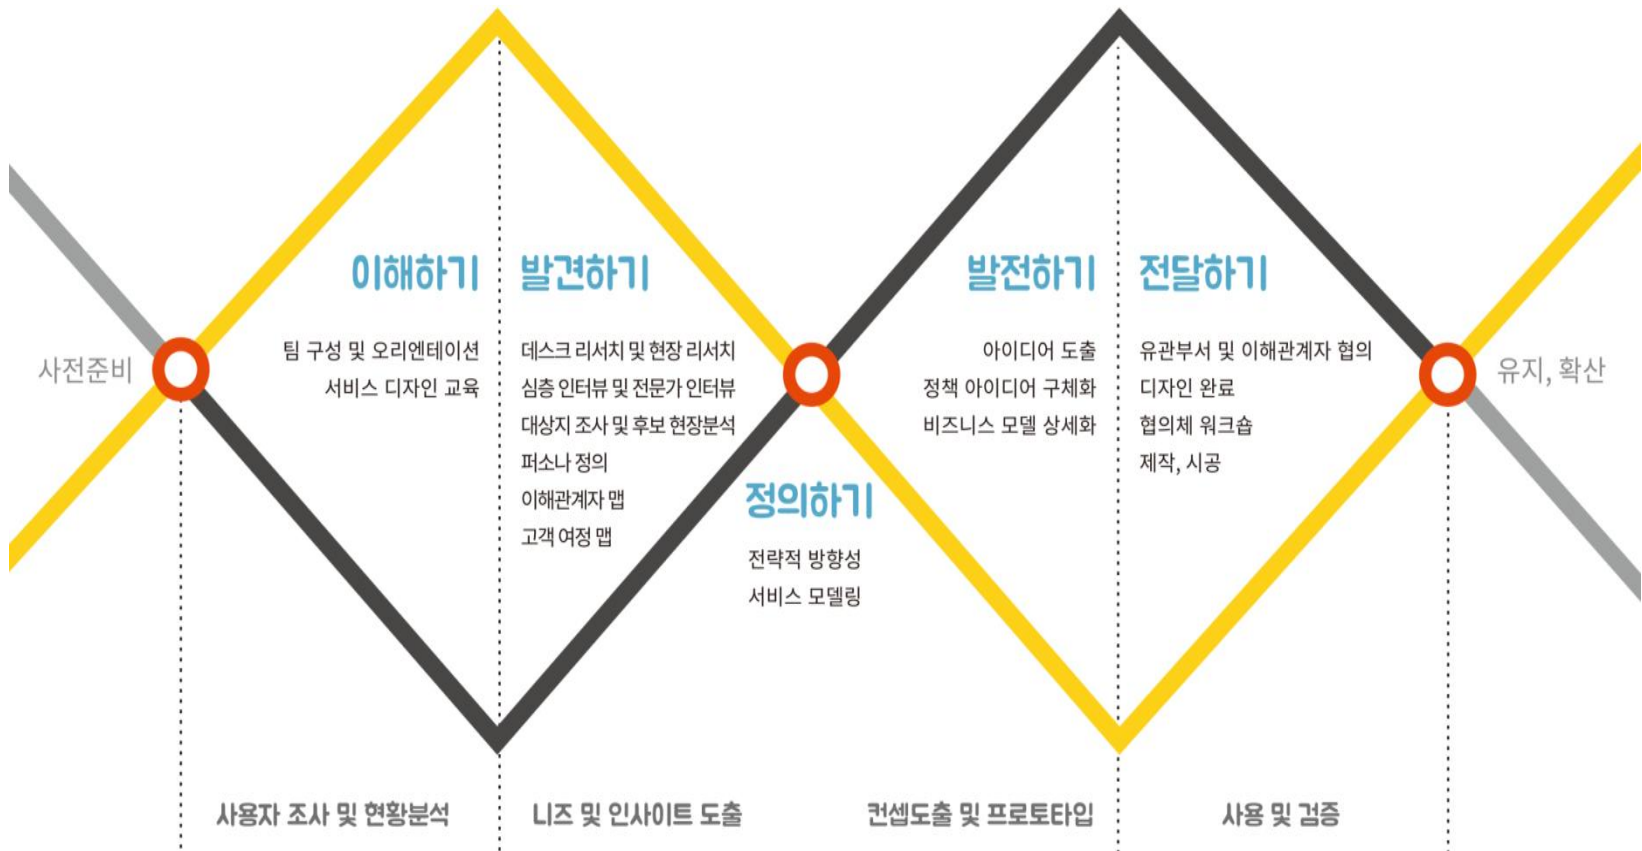 사전준비
이해하기
팀 구성 및 오리엔테이션
서비스 디자인 교육
발견하기
데스크 리서치 및 현장 리서치
심층 인터뷰 및 전문가 인터뷰
대상지 조사 및 후보 현장분석
퍼소나 정의
이해관계자 맵
고객 여정 맵
정의하기
전략적 방향성
서비스 모델링
발전하기
아이디어 도출
정책 아이디어 구체화
비즈니스 모델 상세화
전달하기
유관부서 및 이해관계자 협의
디자인 완료
협의체 워크숍
제작, 시공
유지, 확산
사용자 조사 및 현황분석
니즈 및 인사이트 도출
컨셉도출 및 프로토타입
사용 및 검증